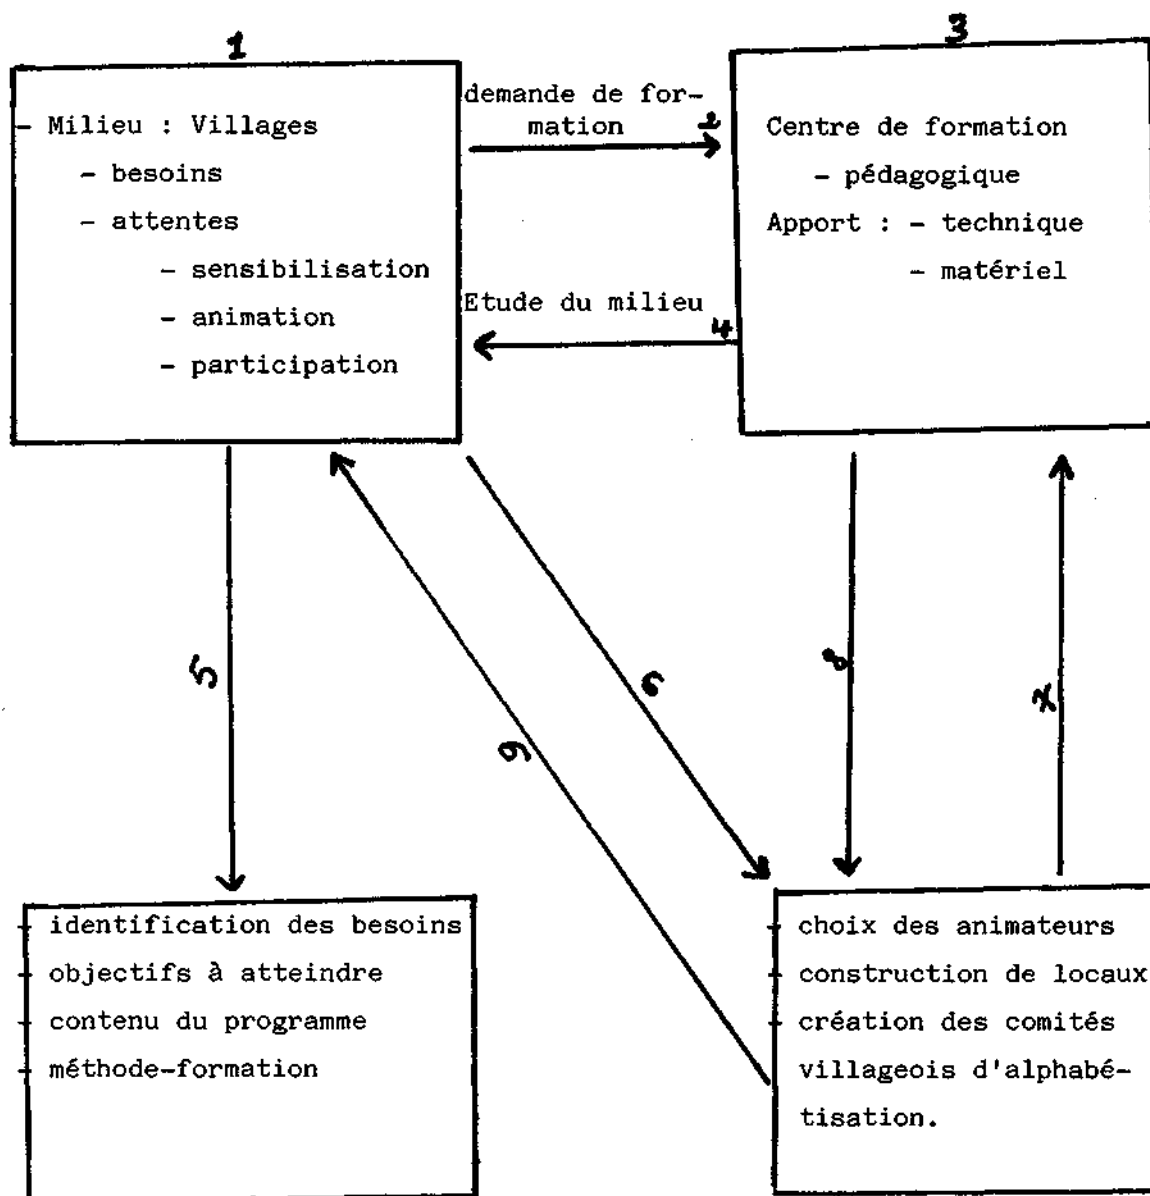 1
- Milieu : Villages
- besoins
- attentes
- sensibilisation
- animation
- participation
demande de for-
mation 2
Etude du milieu
4
3
Centre de formation
- pédagogique
Apport : - technique
- matériel
5
6
9
8
7
- identification des besoins
- objectifs à atteindre
- contenu du programme
- méthode-formation
- choix des animateurs
- construction de locaux
- création des comités
villageois d'alphabé-
tisation.